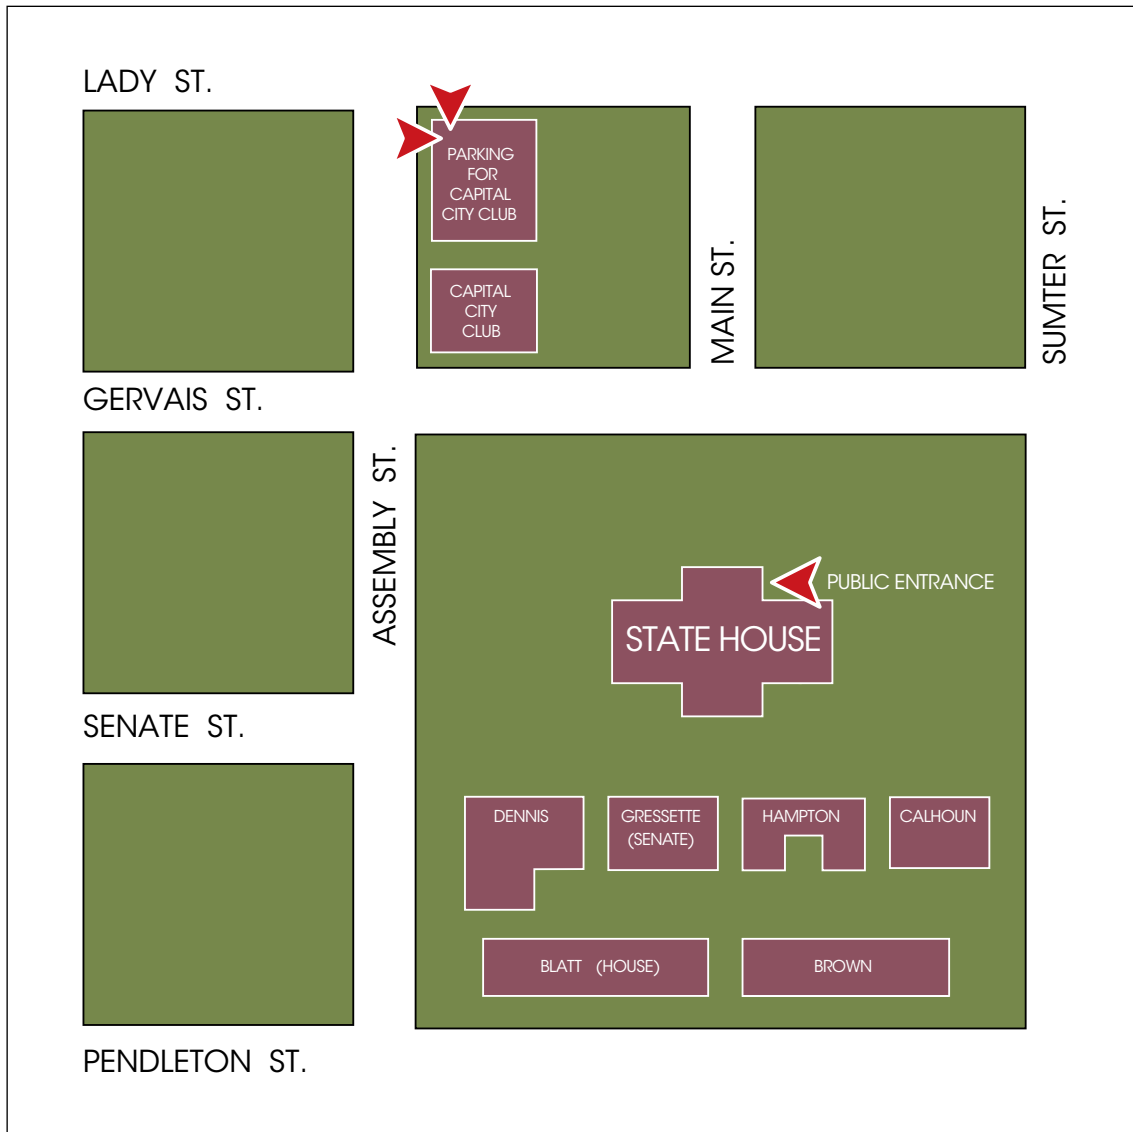 LADY ST.
PARKING
FOR
CAPITAL
CITY CLUB
CAPITAL
CITY
CLUB
MAIN ST.
SUMTER ST.
GERVAIS ST.
ASSEMBLY ST.
PUBLIC ENTRANCE
STATE HOUSE
SENATE ST.
DENNIS
GRESSETTE
(SENATE)
HAMPTON
CALHOUN
BLATT (HOUSE)
BROWN
PENDLETON ST.